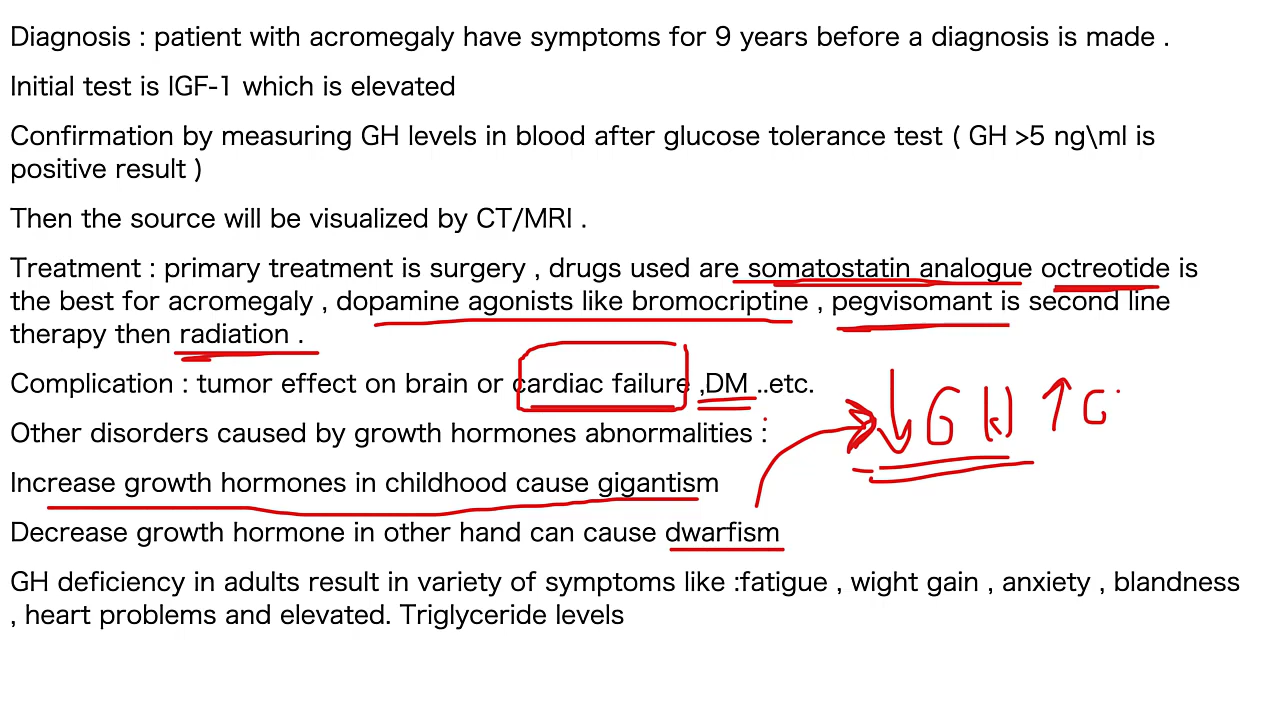 Diagnosis : patient with acromegaly have symptoms for 9 years before a diagnosis is made .
Initial test is IGF-1 which is elevated
Confirmation by measuring GH levels in blood after glucose tolerance test ( GH >5 ng\ml is
positive result )
Then the source will be visualized by CT/MRI .
Treatment : primary treatment is surgery , drugs used are somatostatin analogue octreotide is
the best for acromegaly , dopamine agonists like bromocriptine , pegvisomant is second line
therapy then radiation .
Complication : tumor effect on brain or cardiac failure ,DM ..etc.
↓ GH ↑ G
Other disorders caused by growth hormones abnormalities :
Increase growth hormones in childhood cause gigantism
Decrease growth hormone in other hand can cause dwarfism
GH deficiency in adults result in variety of symptoms like :fatigue , wight gain , anxiety , blandness
, heart problems and elevated. Triglyceride levels